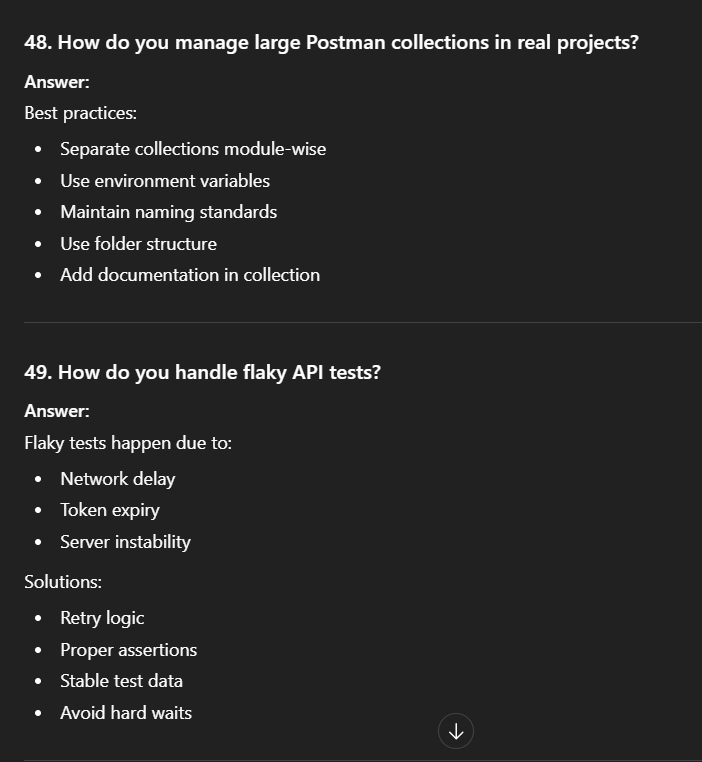 48. How do you manage large Postman collections in real projects?
Answer:
Best practices:
Separate collections module-wise
Use environment variables
Maintain naming standards
Use folder structure
Add documentation in collection
49. How do you handle flaky API tests?
Answer:
Flaky tests happen due to:
Network delay
Token expiry
Server instability
Solutions:
Retry logic
Proper assertions
Stable test data
Avoid hard waits